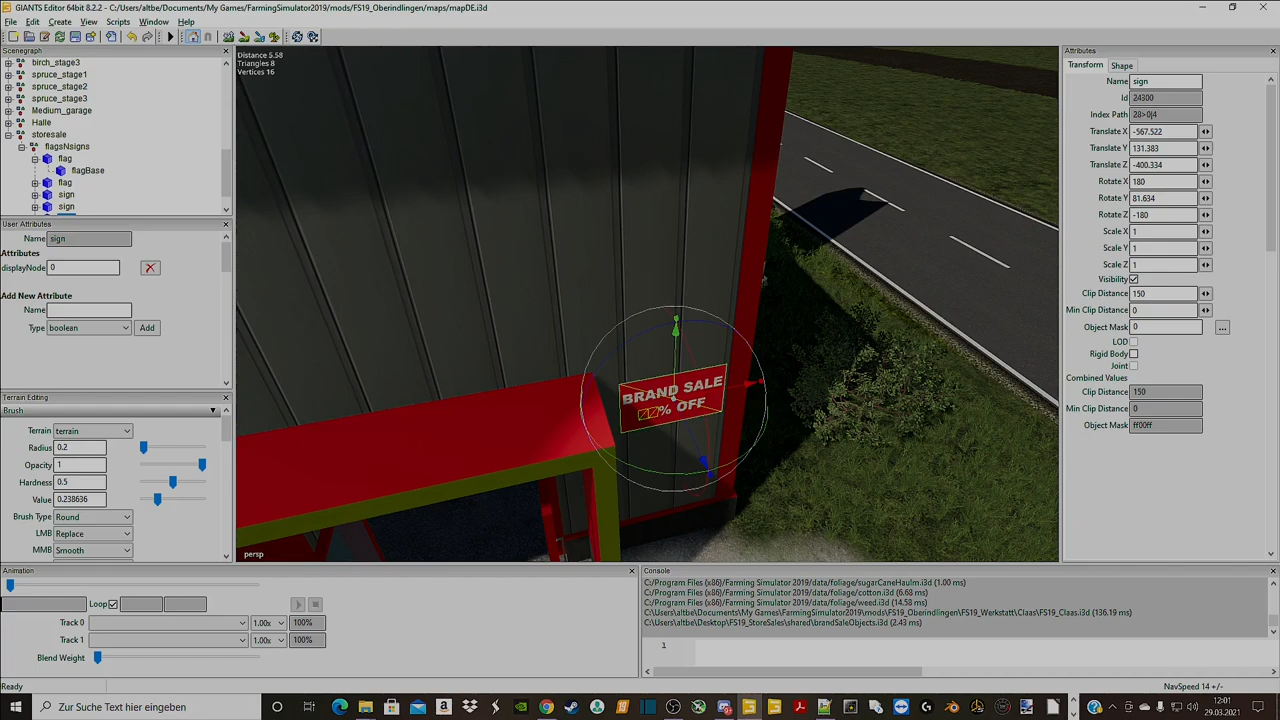 GIANTS Editor 64bit 8.2.2 - C:/Users/altbe/Documents/My Games/FarmingSimulator2019/mods/FS19_Oberindlingen/maps/mapDE.i3d
File Edit Create View Scripts Window Help
Scenegraph
birch_stage3
spruce_stage1
spruce_stage2
spruce_stage3
Medium_garage
Halle
storesale
flagsNsigns
flag
flagBase
flag
sign
sign
User Attributes
Name sign
Attributes
displayNode 0
Add New Attribute
Name
Type boolean Add
Terrain Editing
Brush
Terrain terrain
Radius 0.2
Opacity 1
Hardness 0.5
Value 0.238636
Brush Type Round
LMB Replace
MMB Smooth
Distance 5.58
Triangles 8
Vertices 16
BRAND SALE
% OFF
persp
Attributes
Transform Shape
Name sign
Id 24300
Index Path 28>0|4
Translate X -567.522
Translate Y 131.383
Translate Z -400.334
Rotate X 180
Rotate Y 81.634
Rotate Z -180
Scale X 1
Scale Y 1
Scale Z 1
Visibility
Clip Distance 150
Min Clip Distance 0
Object Mask 0 ...
LOD
Rigid Body
Joint
Combined Values
Clip Distance 150
Min Clip Distance 0
Object Mask ff00ff
Animation
Loop
Track 0 1.00x 100%
Track 1 1.00x 100%
Blend Weight
Console
C:/Program Files (x86)/Farming Simulator 2019/data/foliage/sugarCaneHaulm.i3d (1.00 ms)
C:/Program Files (x86)/Farming Simulator 2019/data/foliage/cotton.i3d (6.68 ms)
C:/Program Files (x86)/Farming Simulator 2019/data/foliage/weed.i3d (14.58 ms)
C:/Users/altbe/Documents/My Games/FarmingSimulator2019/mods/FS19_Oberindlingen/FS19_Werkstatt/Claas/FS19_Claas.i3d (136.19 ms)
C:\Users\altbe\Desktop\FS19_StoreSales\shared\brandSaleObjects.i3d (2.43 ms)
1
Ready
NavSpeed 14 +/-
Zur Suche Text hier eingeben
12:01
29.03.2021